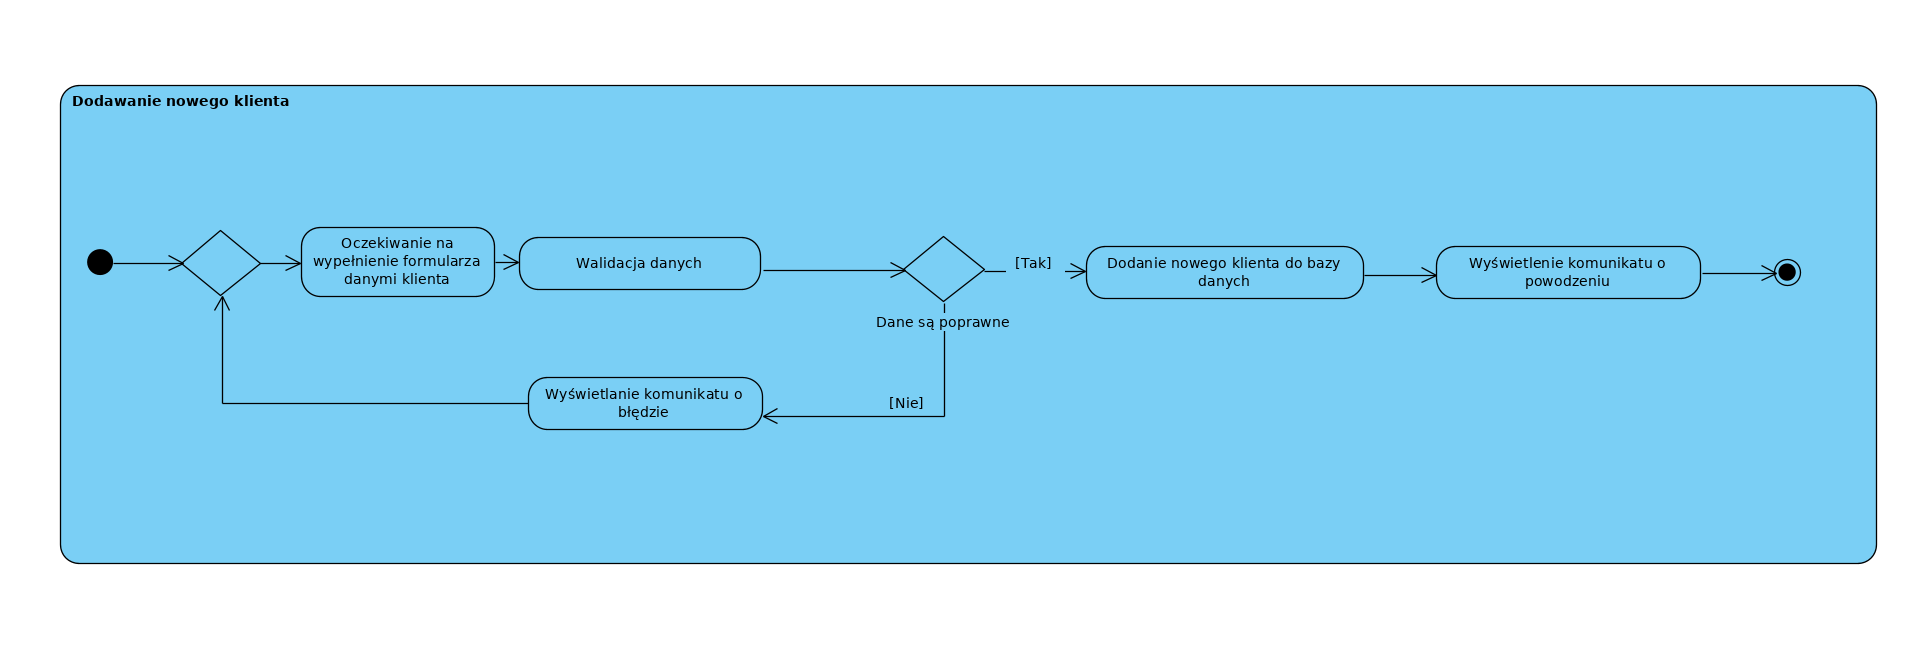 Dodawanie nowego klienta
Oczekiwanie na
wypełnienie formularza
danymi klienta
Walidacja danych
[Tak]
Dodanie nowego klienta do bazy
danych
Wyświetlenie komunikatu o
powodzeniu
Dane są poprawne
Wyświetlanie komunikatu o
błędzie
[Nie]